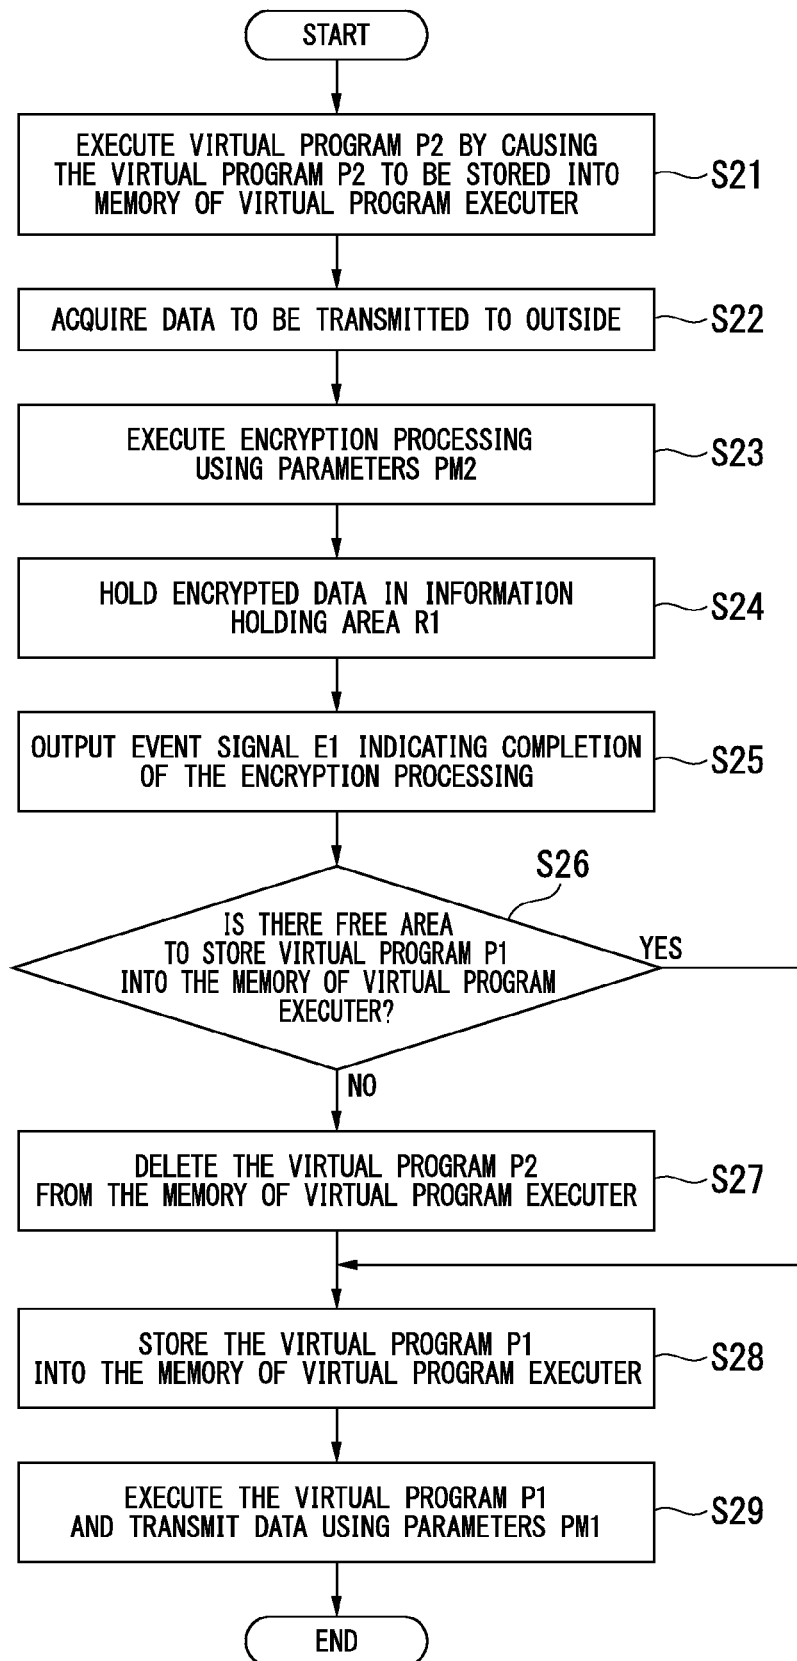 START
EXECUTE VIRTUAL PROGRAM P2 BY CAUSING
THE VIRTUAL PROGRAM P2 TO BE STORED INTO
MEMORY OF VIRTUAL PROGRAM EXECUTER
S21
ACQUIRE DATA TO BE TRANSMITTED TO OUTSIDE
S22
EXECUTE ENCRYPTION PROCESSING
USING PARAMETERS PM2
S23
HOLD ENCRYPTED DATA IN INFORMATION
HOLDING AREA R1
S24
OUTPUT EVENT SIGNAL E1 INDICATING COMPLETION
OF THE ENCRYPTION PROCESSING
S25
S26
IS THERE FREE AREA
TO STORE VIRTUAL PROGRAM P1
INTO THE MEMORY OF VIRTUAL PROGRAM
EXECUTER?
YES
NO
DELETE THE VIRTUAL PROGRAM P2
FROM THE MEMORY OF VIRTUAL PROGRAM EXECUTER
S27
STORE THE VIRTUAL PROGRAM P1
INTO THE MEMORY OF VIRTUAL PROGRAM EXECUTER
S28
EXECUTE THE VIRTUAL PROGRAM P1
AND TRANSMIT DATA USING PARAMETERS PM1
S29
END